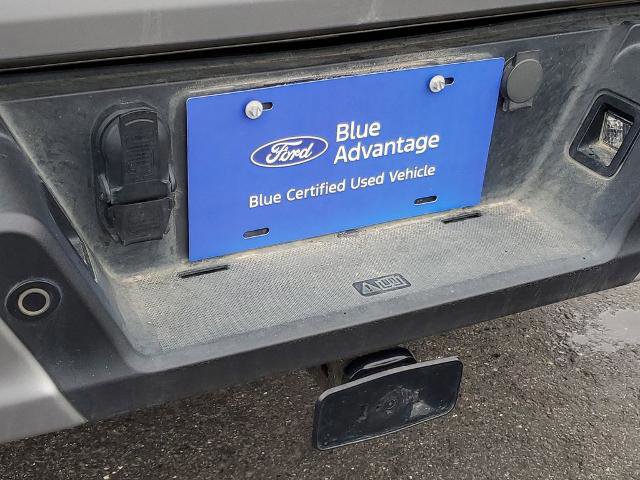 Ford
Blue
Advantage
Blue Certified Used Vehicle